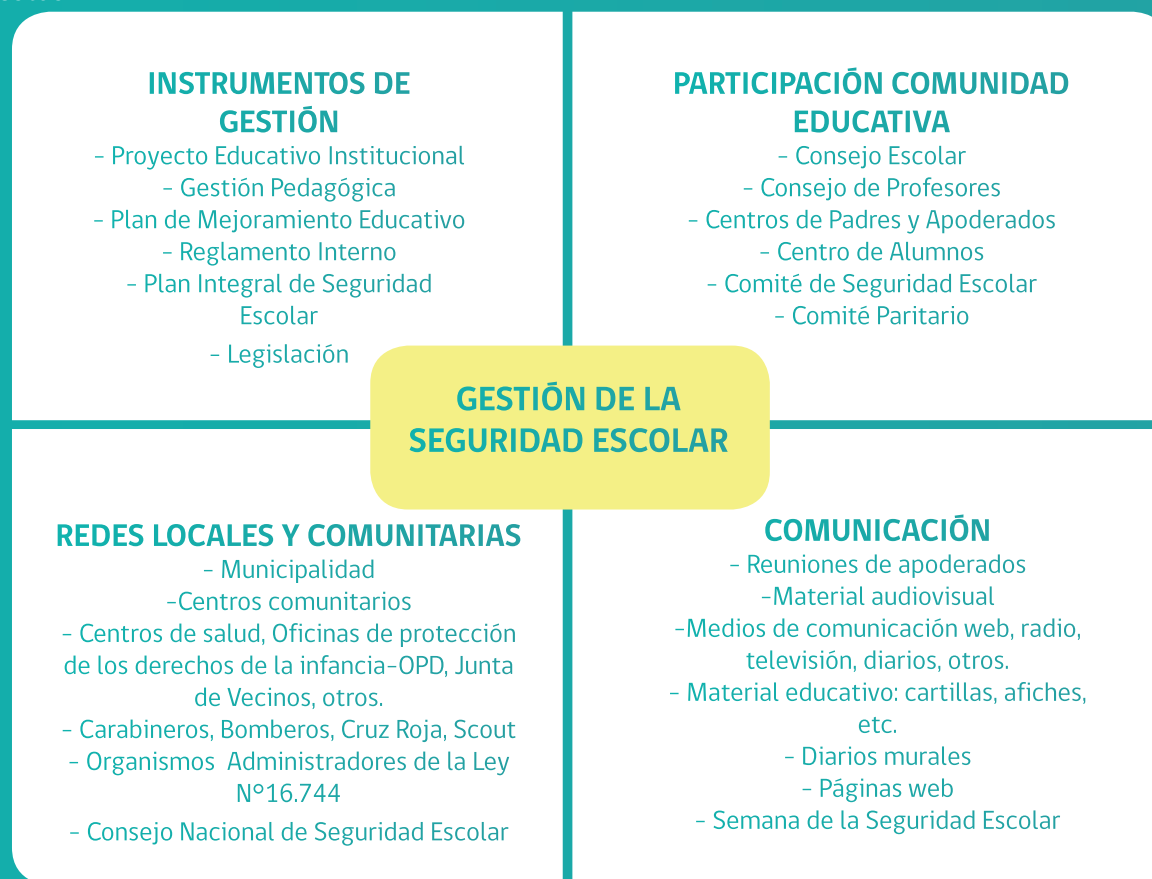 INSTRUMENTOS DE
GESTIÓN
- Proyecto Educativo Institucional
- Gestión Pedagógica
- Plan de Mejoramiento Educativo
- Reglamento Interno
- Plan Integral de Seguridad
Escolar
- Legislación
PARTICIPACIÓN COMUNIDAD
EDUCATIVA
- Consejo Escolar
- Consejo de Profesores
- Centros de Padres y Apoderados
- Centro de Alumnos
- Comité de Seguridad Escolar
- Comité Paritario
GESTIÓN DE LA
SEGURIDAD ESCOLAR
REDES LOCALES Y COMUNITARIAS
- Municipalidad
-Centros comunitarios
- Centros de salud, Oficinas de protección
de los derechos de la infancia-OPD, Junta
de Vecinos, otros.
- Carabineros, Bomberos, Cruz Roja, Scout
- Organismos  Administradores de la Ley
N°16.744
- Consejo Nacional de Seguridad Escolar
COMUNICACIÓN
- Reuniones de apoderados
-Material audiovisual
-Medios de comunicación web, radio,
televisión, diarios, otros.
- Material educativo: cartillas, afiches,
etc.
- Diarios murales
- Páginas web
- Semana de la Seguridad Escolar